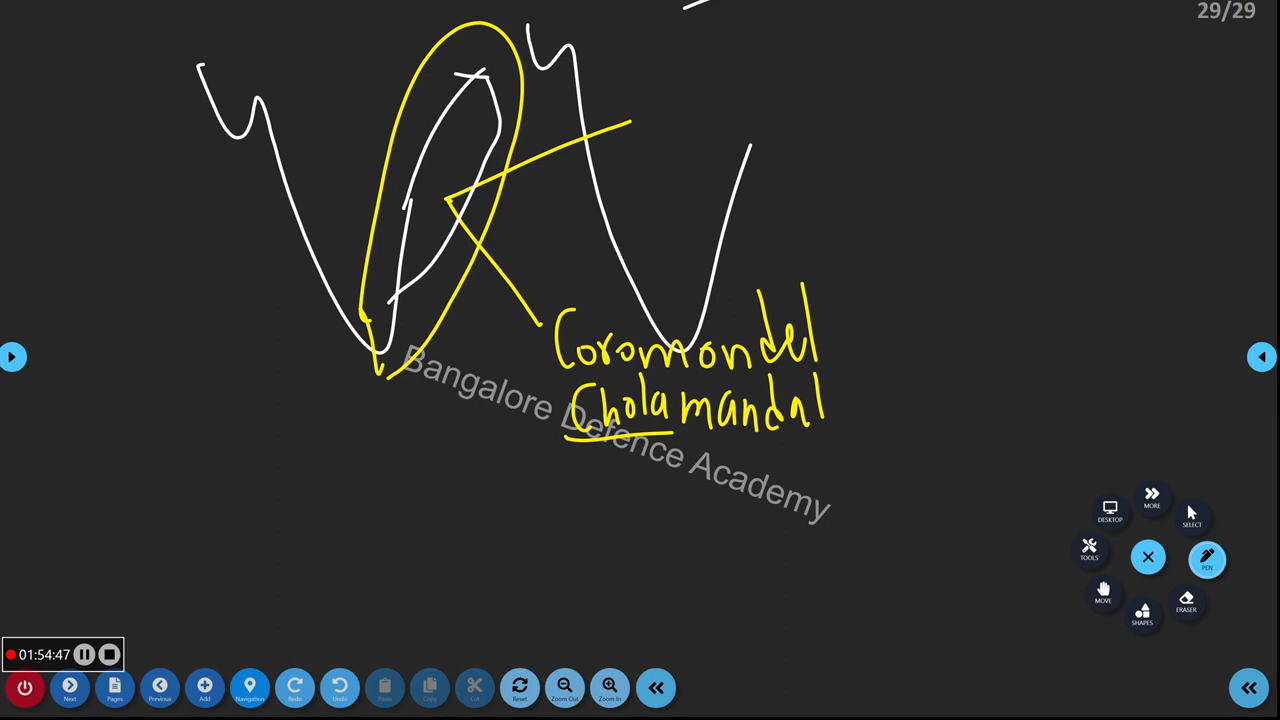 29/29
Coromondel
Cholamandal
Bangalore Defence Academy
MORE
DESKTOP
SELECT
TOOLS
PEN
MOVE
ERASER
SHAPES
01:54:47
Next
Pages
Previous
Add
Navigation
Redo
Undo
Paste
Copy
Cut
Reset
Zoom Out
Zoom In